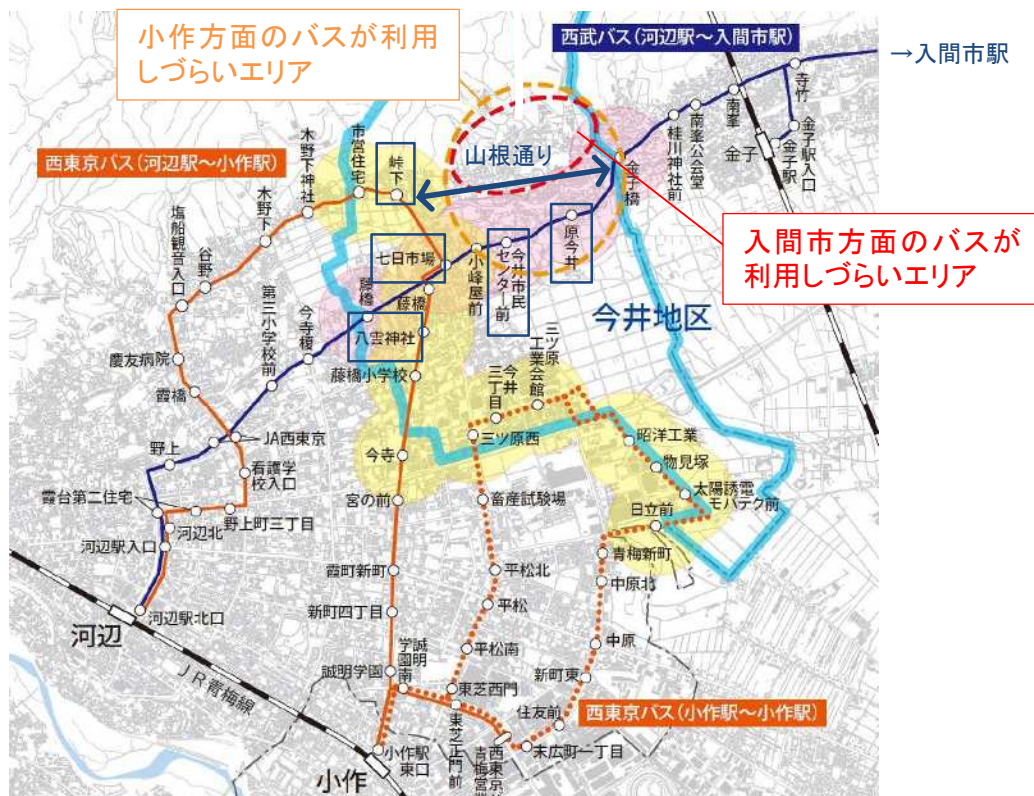 小作方面のバスが利用
しづらいエリア
西武バス(河辺駅～入間市駅)
→入間市駅
寺竹
南峯
金子駅入口
金子駅
金子
南峯公会堂
桂川神社前
金子橋
山根通り
西東京バス(河辺駅～小作駅)
市営住宅
峠下
木野下神社
木野下
谷野
塩船観音入口
入間市方面のバスが
利用しづらいエリア
原今井
今井市民
センター前
小峰屋前
七日市場
藤橋
藤橋
八雲神社
今井地区
第三小学校前
今寺榎
慶友病院
霞橋
藤橋小学校
三ツ原
工業会館
今井
三丁目
三ツ原西
JA西東京
野上
看護学
校入口
今寺
昭洋工業
物見塚
太陽誘電
モバテク前
霞台第二住宅
宮の前
畜産試験場
日立前
野上町三丁目
河辺北
河辺駅入口
青梅新町
霞町新町
平松北
中原北
河辺駅北口
河辺
新町四丁目
平松
誠明
学園
南
誠明学園
平松南
中原
新町東
JR青梅線
東芝西門
住友前
西東京バス(小作駅～小作駅)
小作駅
東口
小作
東芝正門前
末広町一丁目